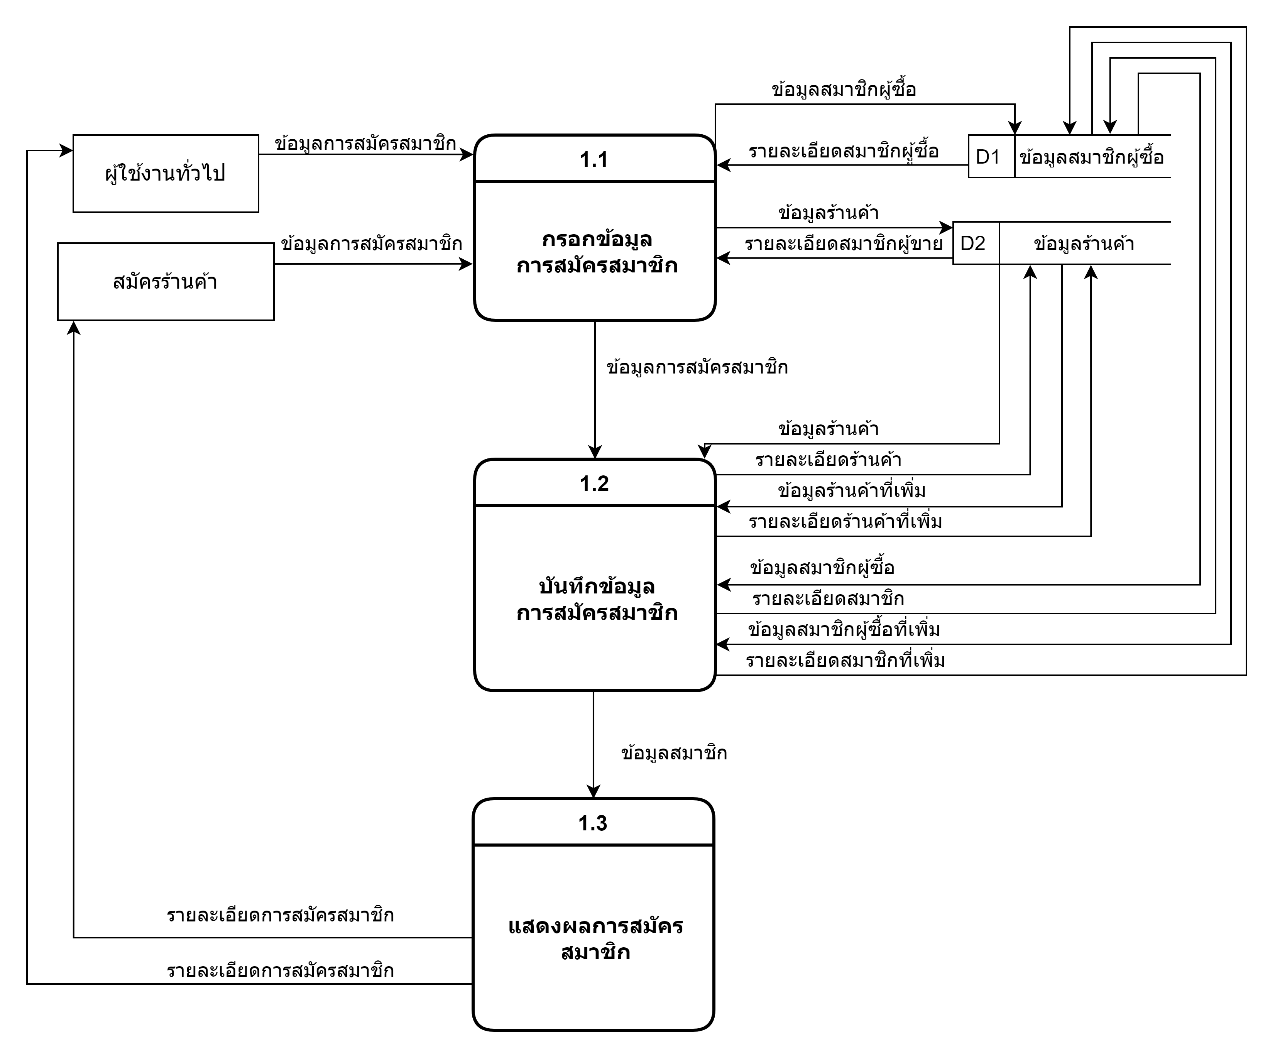 ข้อมูลสมาชิกผู้ซื้อ
ข้อมูลการสมัครสมาชิก
1.1
รายละเอียดสมาชิกผู้ซื้อ
D1
ข้อมูลสมาชิกผู้ซื้อ
ผู้ใช้งานทั่วไป
ข้อมูลร้านค้า
ข้อมูลการสมัครสมาชิก
กรอกข้อมูล
การสมัครสมาชิก
รายละเอียดสมาชิกผู้ขาย
D2
ข้อมูลร้านค้า
สมัครร้านค้า
ข้อมูลการสมัครสมาชิก
ข้อมูลร้านค้า
รายละเอียดร้านค้า
1.2
ข้อมูลร้านค้าที่เพิ่ม
รายละเอียดร้านค้าที่เพิ่ม
บันทึกข้อมูล
การสมัครสมาชิก
ข้อมูลสมาชิกผู้ซื้อ
รายละเอียดสมาชิก
ข้อมูลสมาชิกผู้ซื้อที่เพิ่ม
รายละเอียดสมาชิกที่เพิ่ม
ข้อมูลสมาชิก
1.3
แสดงผลการสมัคร
สมาชิก
รายละเอียดการสมัครสมาชิก
รายละเอียดการสมัครสมาชิก